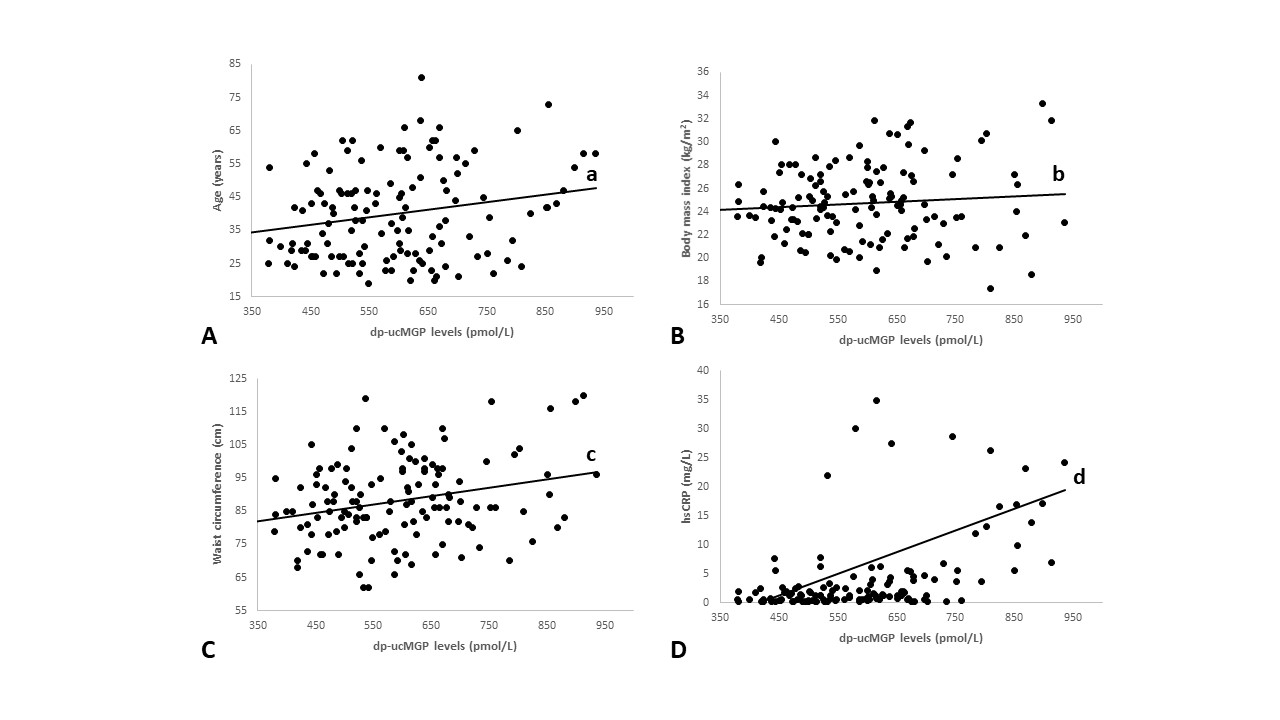 85
75
65
55
45
35
25
15
Age (years)
a
350 450 550 650 750 850 950
dp-ucMGP levels (pmol/L)
A
36
34
32
30
28
26
24
22
20
18
16
Body mass index (kg/m²)
b
350 450 550 650 750 850 950
dp-ucMGP levels (pmol/L)
B
125
115
105
95
85
75
65
55
Waist circumference (cm)
c
350 450 550 650 750 850 950
dp-ucMGP levels (pmol/L)
C
40
35
30
25
20
15
10
5
0
hsCRP (mg/L)
d
350 450 550 650 750 850 950
dp-ucMGP levels (pmol/L)
D